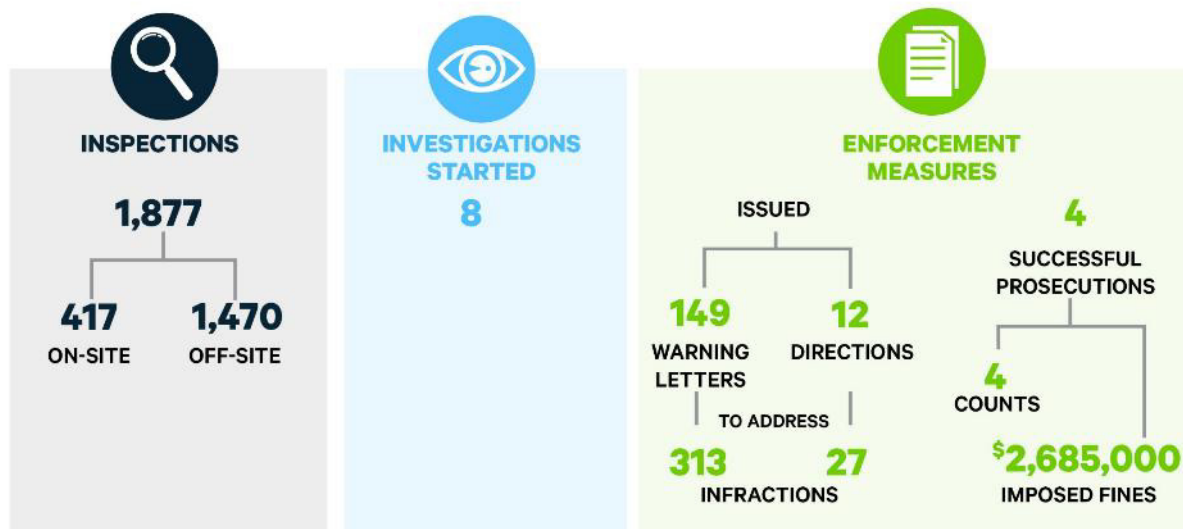 INSPECTIONS
1,877
417
1,470
ON-SITE
OFF-SITE
INVESTIGATIONS
STARTED
8
ENFORCEMENT
MEASURES
ISSUED
149
12
WARNING
LETTERS
DIRECTIONS
TO ADDRESS
313
27
INFRACTIONS
4
SUCCESSFUL
PROSECUTIONS
4
COUNTS
$2,685,000
IMPOSED FINES